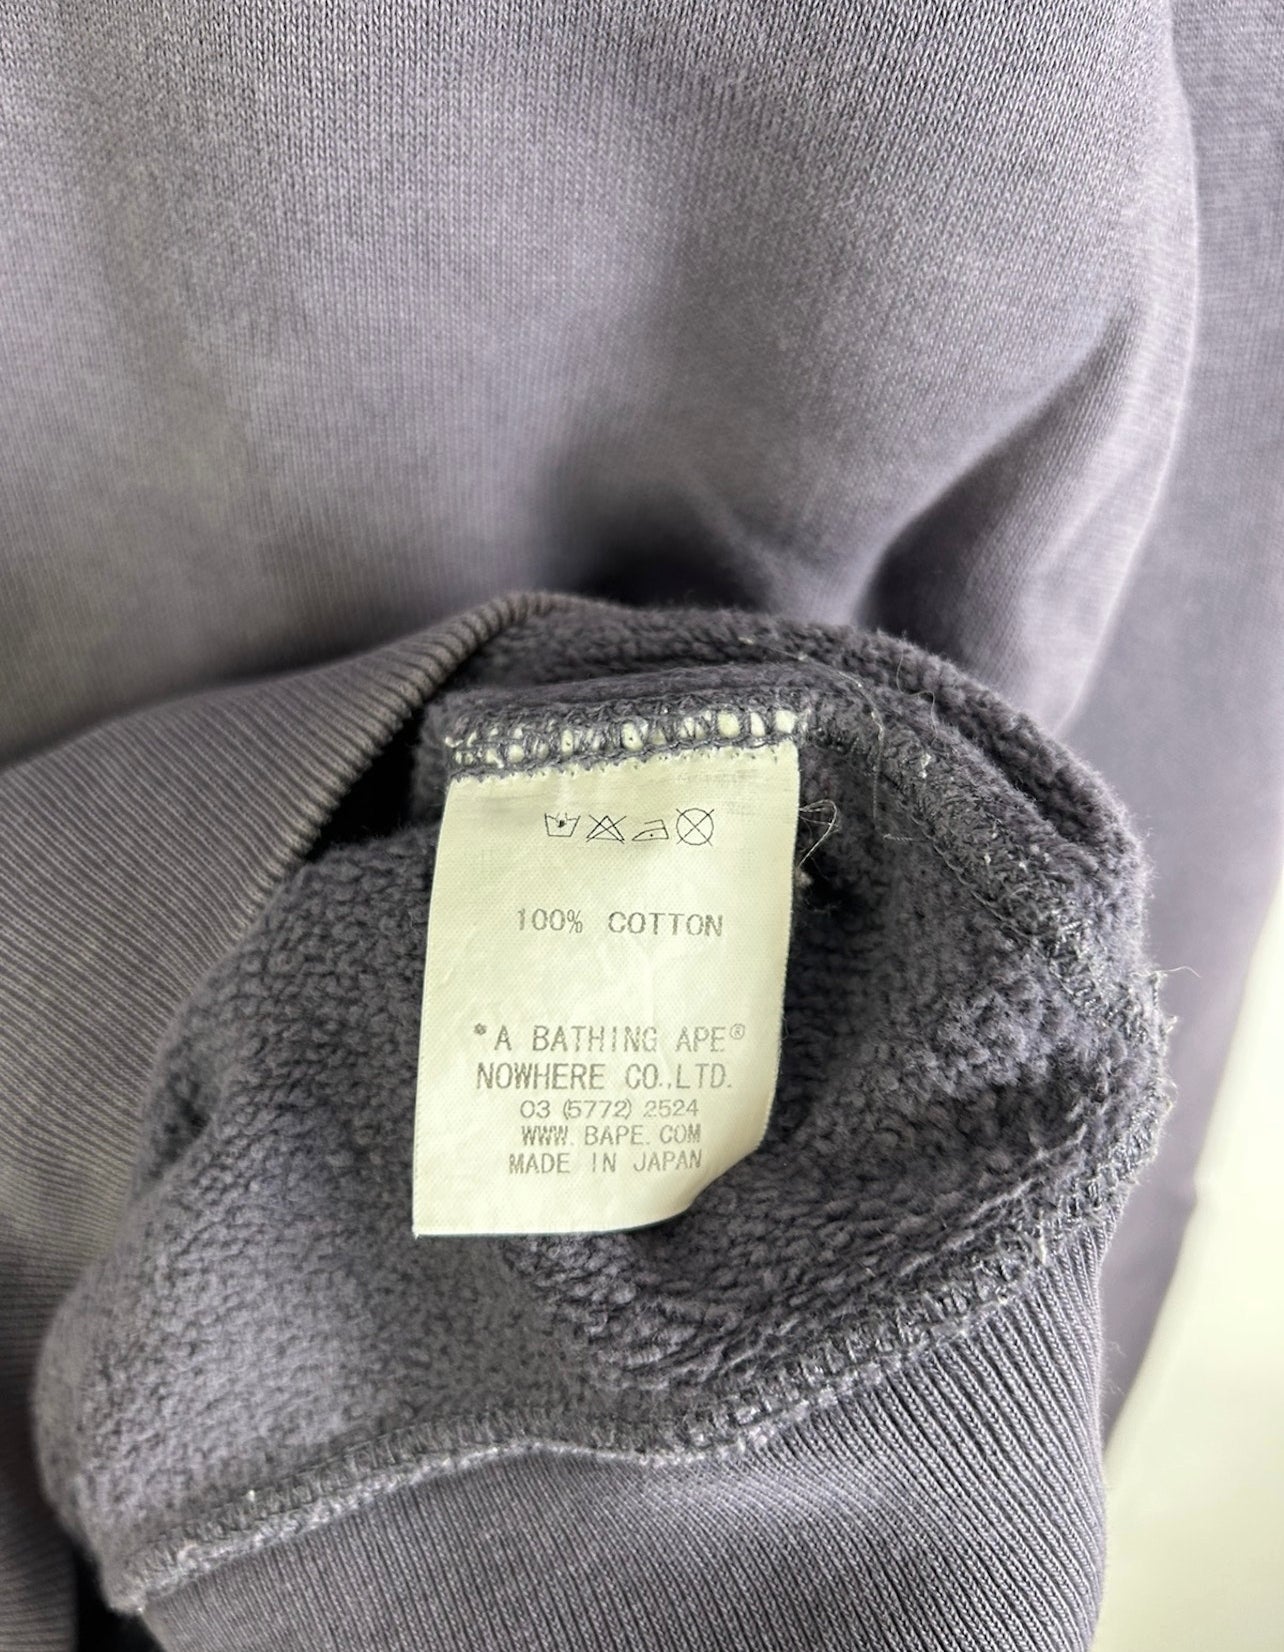 100% COTTON
*A BATHING APE®
NOWHERE CO.,LTD.
03 (5772) 2524
WWW. BAPE. COM
MADE IN JAPAN